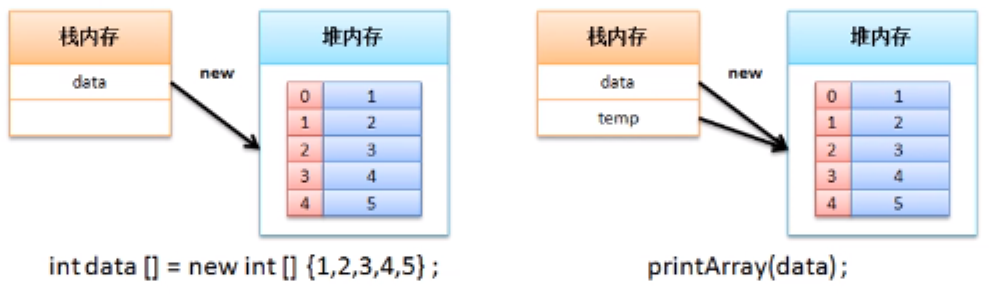 栈内存
堆内存
data
new
0 1
1 2
2 3
3 4
4 5
int data [] = new int [] {1,2,3,4,5} ;
栈内存
堆内存
data
new
temp
0 1
1 2
2 3
3 4
4 5
printArray(data) ;